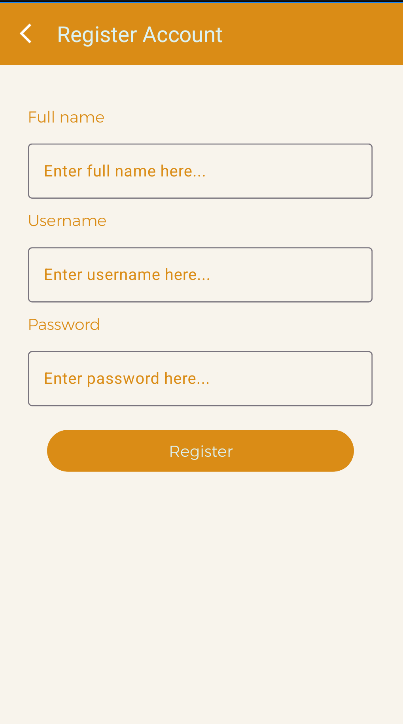 Register Account
Full name
Enter full name here...
Username
Enter username here...
Password
Enter password here...
Register